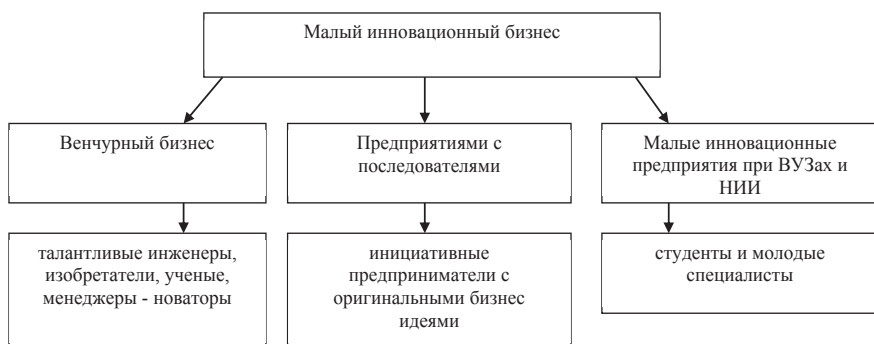 Малый инновационный бизнес
Венчурный бизнес
Предприятиями с
последователями
Малые инновационные
предприятия при ВУЗах и
НИИ
талантливые инженеры,
изобретатели, ученые,
менеджеры - новаторы
инициативные
предприниматели с
оригинальными бизнес
идеями
студенты и молодые
специалисты